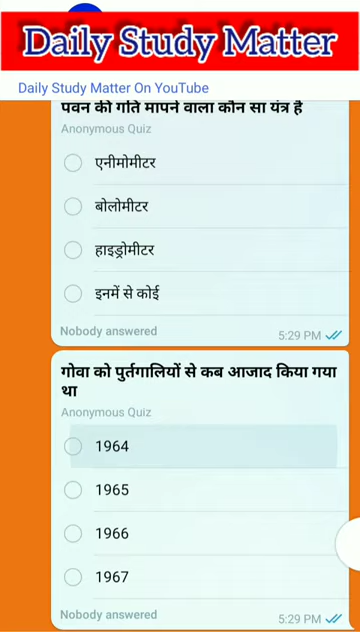 Daily Study Matter
Daily Study Matter On YouTube
पवन की गति मापने वाला कौन सा यंत्र है
Anonymous Quiz
एनीमोमीटर
बोलोमीटर
हाइड्रोमीटर
इनमें से कोई
Nobody answered
5:29 PM
गोवा को पुर्तगालियों से कब आजाद किया गया
था
Anonymous Quiz
1964
1965
1966
1967
Nobody answered
5:29 PM